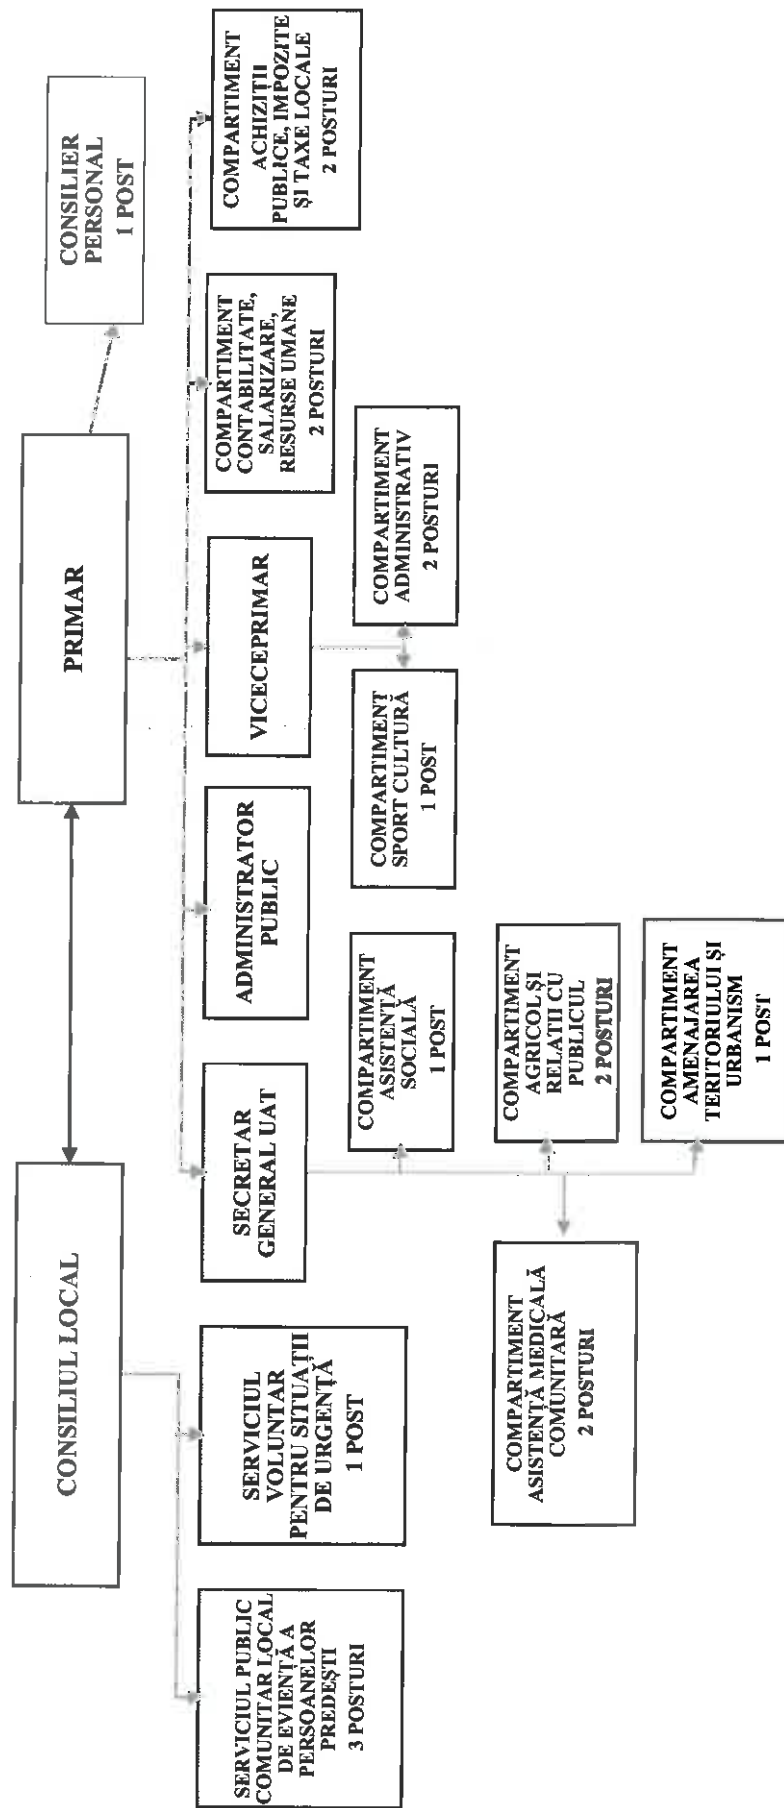 CONSILIUL LOCAL
PRIMAR
CONSILIER
PERSONAL
1 POST
SERVICIUL PUBLIC
COMUNITAR LOCAL
DE EVIENȚĂ A
PERSOANELOR
PREDEȘTI
3 POSTURI
SERVICIUL
VOLUNTAR
PENTRU SITUAȚII
DE URGENȚĂ
1 POST
SECRETAR
GENERAL UAT
ADMINISTRATOR
PUBLIC
VICECEPRIMAR
COMPARTIMENT
CONTABILITATE,
SALARIZARE,
RESURSE UMANE
2 POSTURI
COMPARTIMENT
ACHIZIȚII
PUBLICE, IMPOZITE
ȘI TAXE LOCALE
2 POSTURI
COMPARTIMENT
ASISTENȚĂ
SOCIALĂ
1 POST
COMPARTIMENT
SPORT CULTURĂ
1 POST
COMPARTIMENT
ADMINISTRATIV
2 POSTURI
COMPARTIMENT
ASISTENȚĂ MEDICALĂ
COMUNITARĂ
2 POSTURI
COMPARTIMENT
AGRICOL ȘI
RELATII CU
PUBLICUL
2 POSTURI
COMPARTIMENT
AMENAJAREA
TERITORIULUI ȘI
URBANISM
1 POST